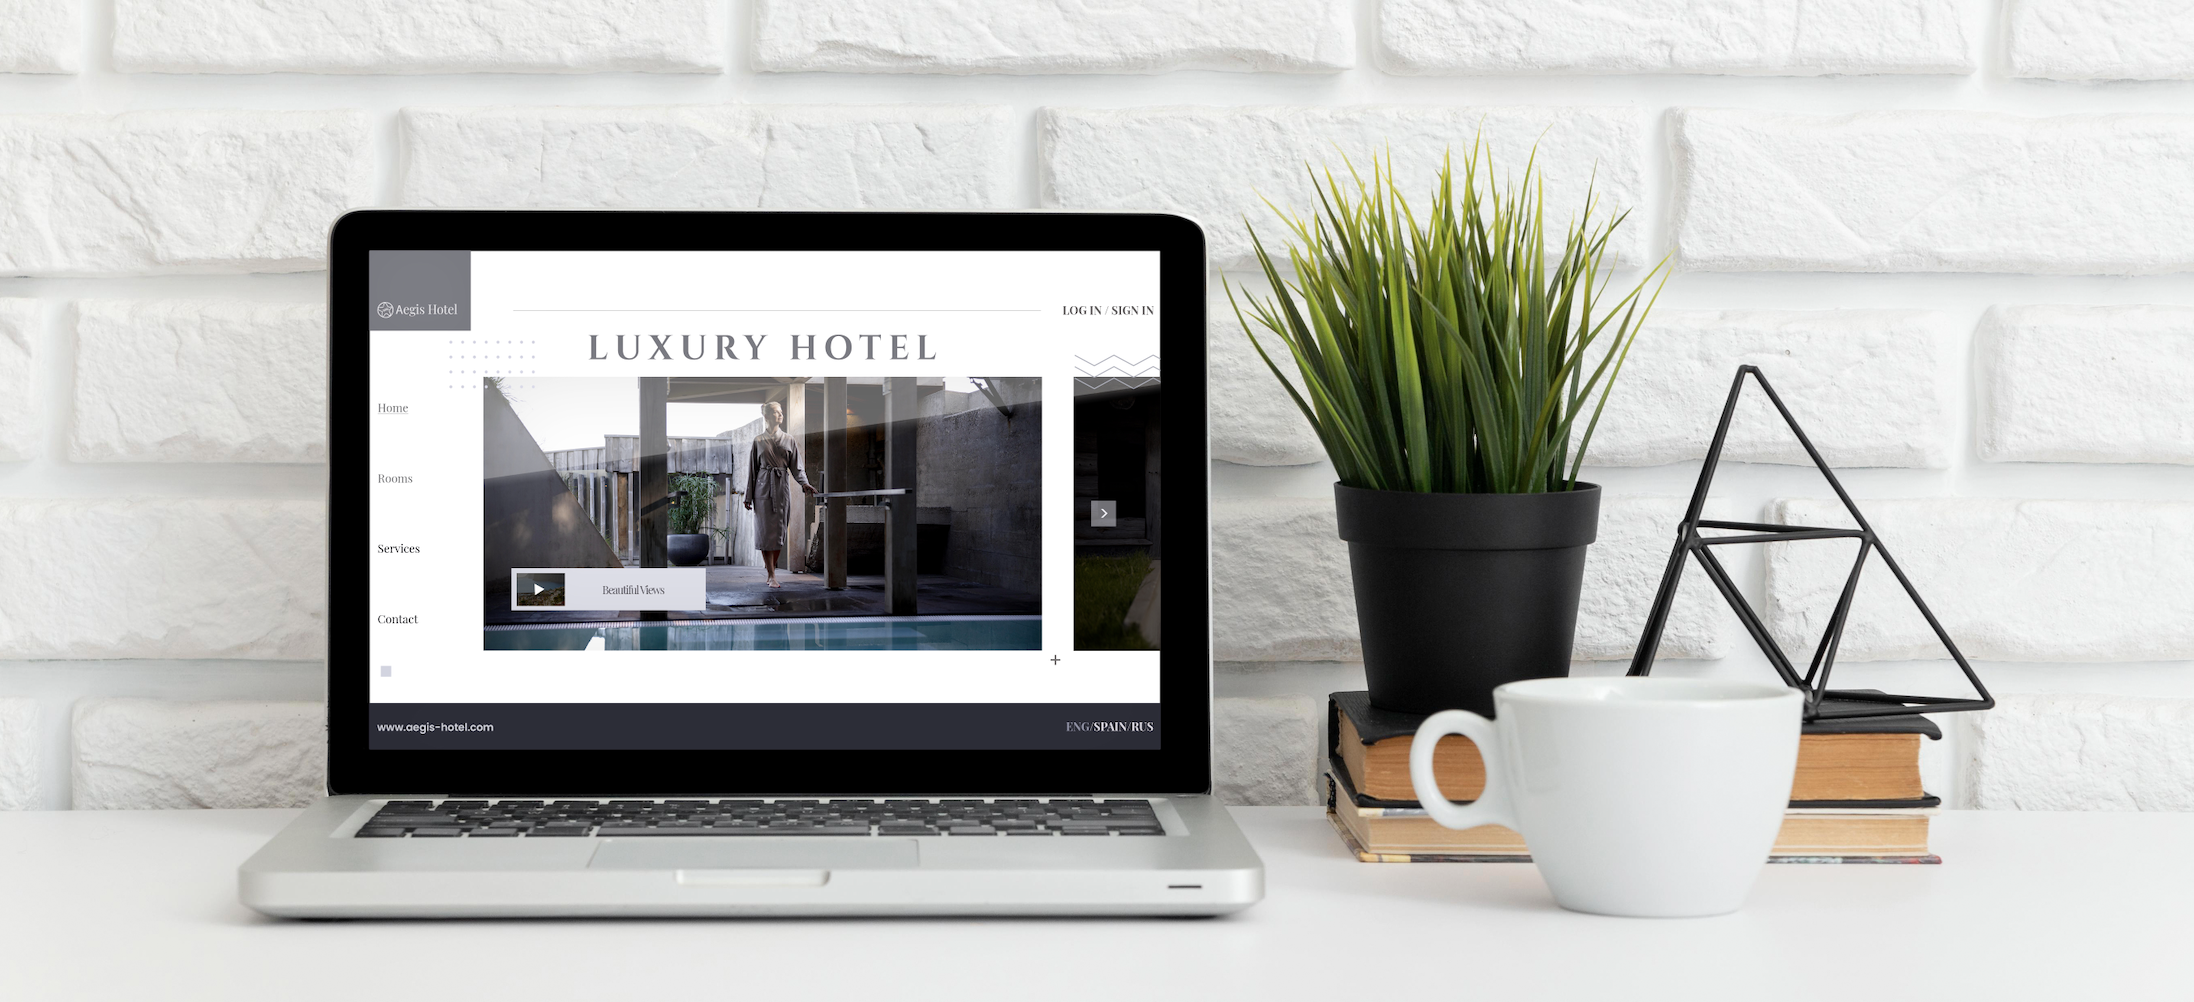 Aegis Hotel
LOG IN / SIGN IN
LUXURY HOTEL
Home
Rooms
Services
Contact
Beautiful Views
www.aegis-hotel.com
ENG/SPAIN/RUS